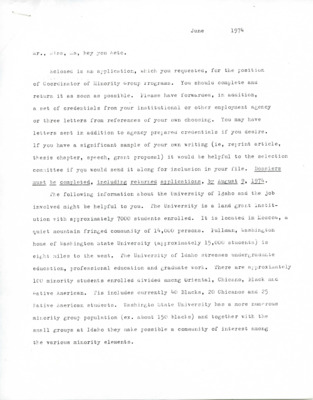 June 1974
Mr., Miss, Ms, Hey you Held,
Enclosed is an application, which you requested, for the position
of Coordinator of Minority Group Programs. You should complete and
return it as soon as possible. Please have forwarded, in addition,
a set of credentials from your institutional or other employment agency
or three letters from references of your own choosing. You may have
letters sent in addition to agency prepared credentials if you desire.
If you have a significant sample of your own writing (ie, reprint article,
thesis chapter, speech, grant proposal) it would be helpful to the selection
committee if you would send it along for inclusion in your file. Dossiers
must be completed, including returned applications, by August 9, 1974.
The following information about the University of Idaho and the job
involved might be helpful to you. The University is a land grant instit-
ution with approximately 7000 students enrolled. It is located in Moscow, a
quiet mountain fringed community of 14,000 persons. Pullman, Washington
home of Washington State University (approximately 15,000 students) is
eight miles to the west. The University of Idaho stresses undergraduate
education, professional education and graduate work. There are approximately
100 minority students enrolled divided among Oriental, Chicano, Black and
Native American. This includes currently 40 Blacks, 20 Chicanos and 25
Native American students. Washington State University has a more numerous
minority group population (ex. about 150 Blacks) and together with the
small groups at Idaho they make possible a community of interest among
the various minority elements.